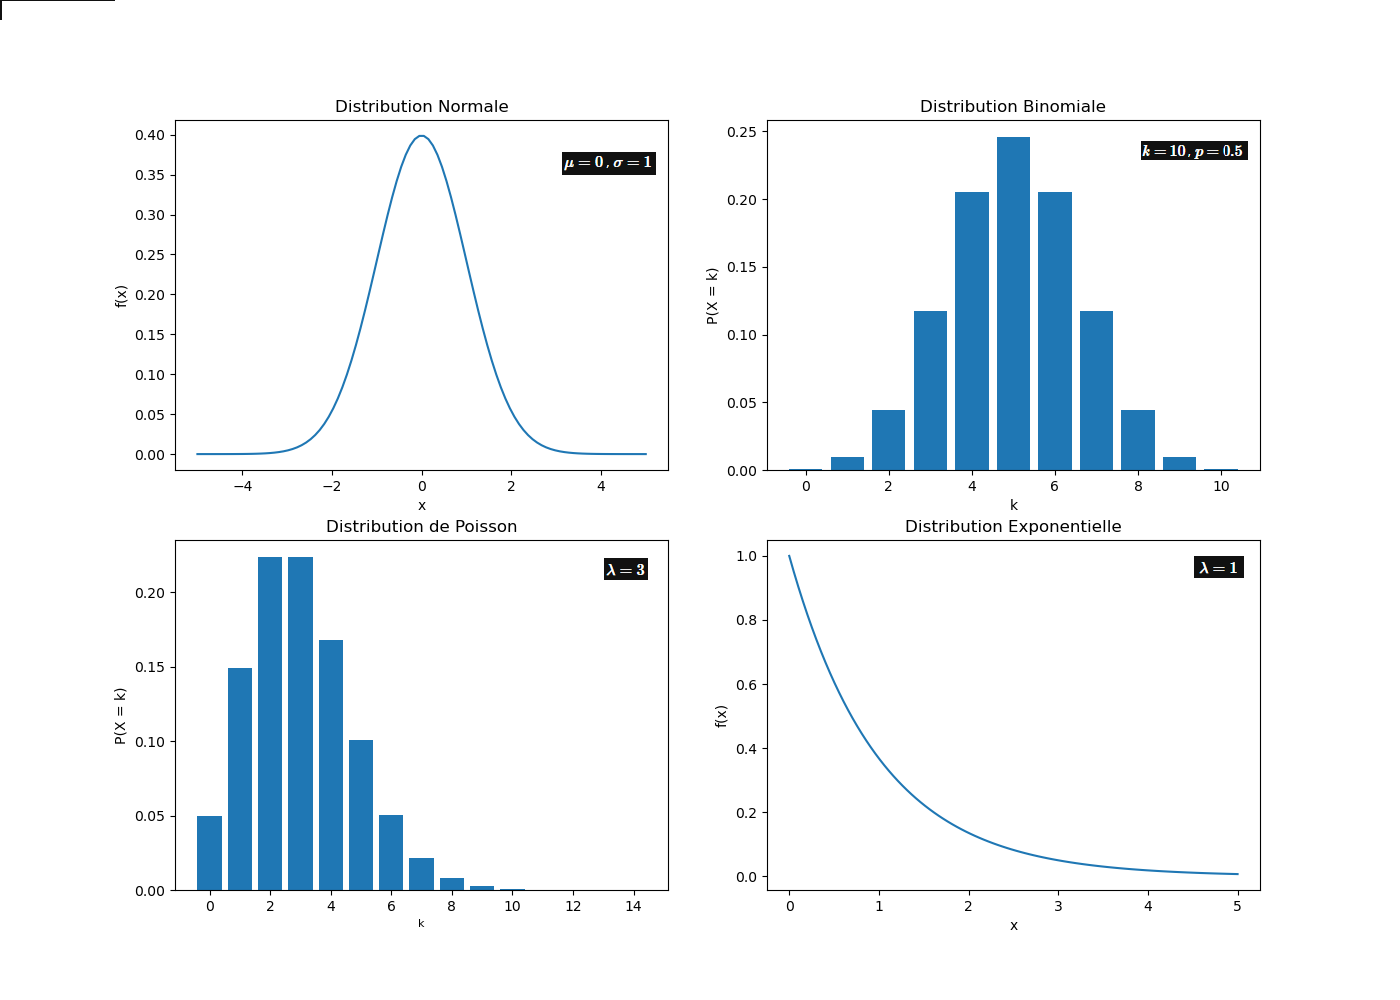 Distribution Normale
μ = 0 , σ = 1
f(x)
0.40
0.35
0.30
0.25
0.20
0.15
0.10
0.05
0.00
−4 −2 0 2 4
x
Distribution Binomiale
k = 10 , p = 0.5
P(X = k)
0.25
0.20
0.15
0.10
0.05
0.00
0 2 4 6 8 10
k
Distribution de Poisson
λ = 3
P(X = k)
0.20
0.15
0.10
0.05
0.00
0 2 4 6 8 10 12 14
k
Distribution Exponentielle
λ = 1
f(x)
1.0
0.8
0.6
0.4
0.2
0.0
0 1 2 3 4 5
x